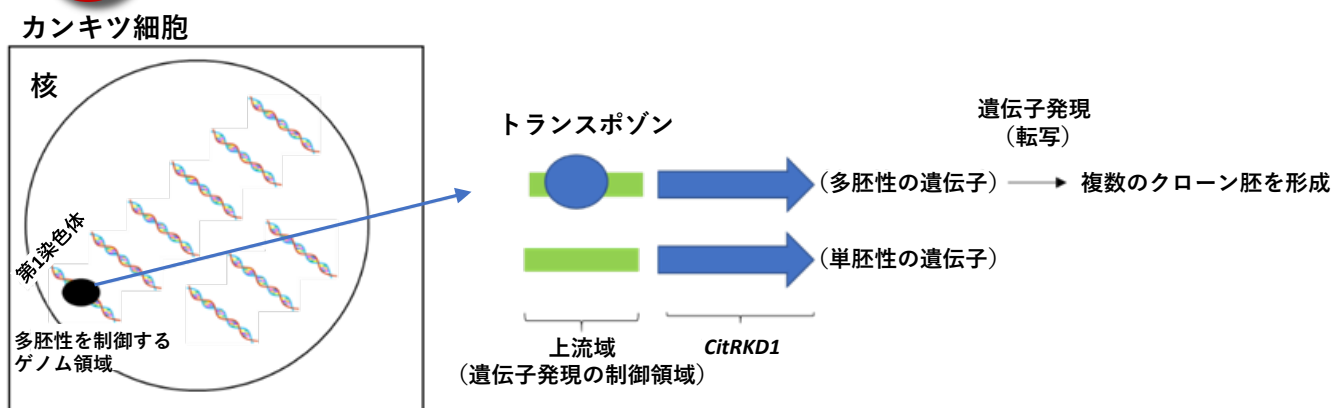 カンキツ細胞
核
第1染色体
多胚性を制御する
ゲノム領域
トランスポゾン
遺伝子発現
（転写）
（多胚性の遺伝子）
複数のクローン胚を形成
（単胚性の遺伝子）
上流域
（遺伝子発現の制御領域）
CitRKD1